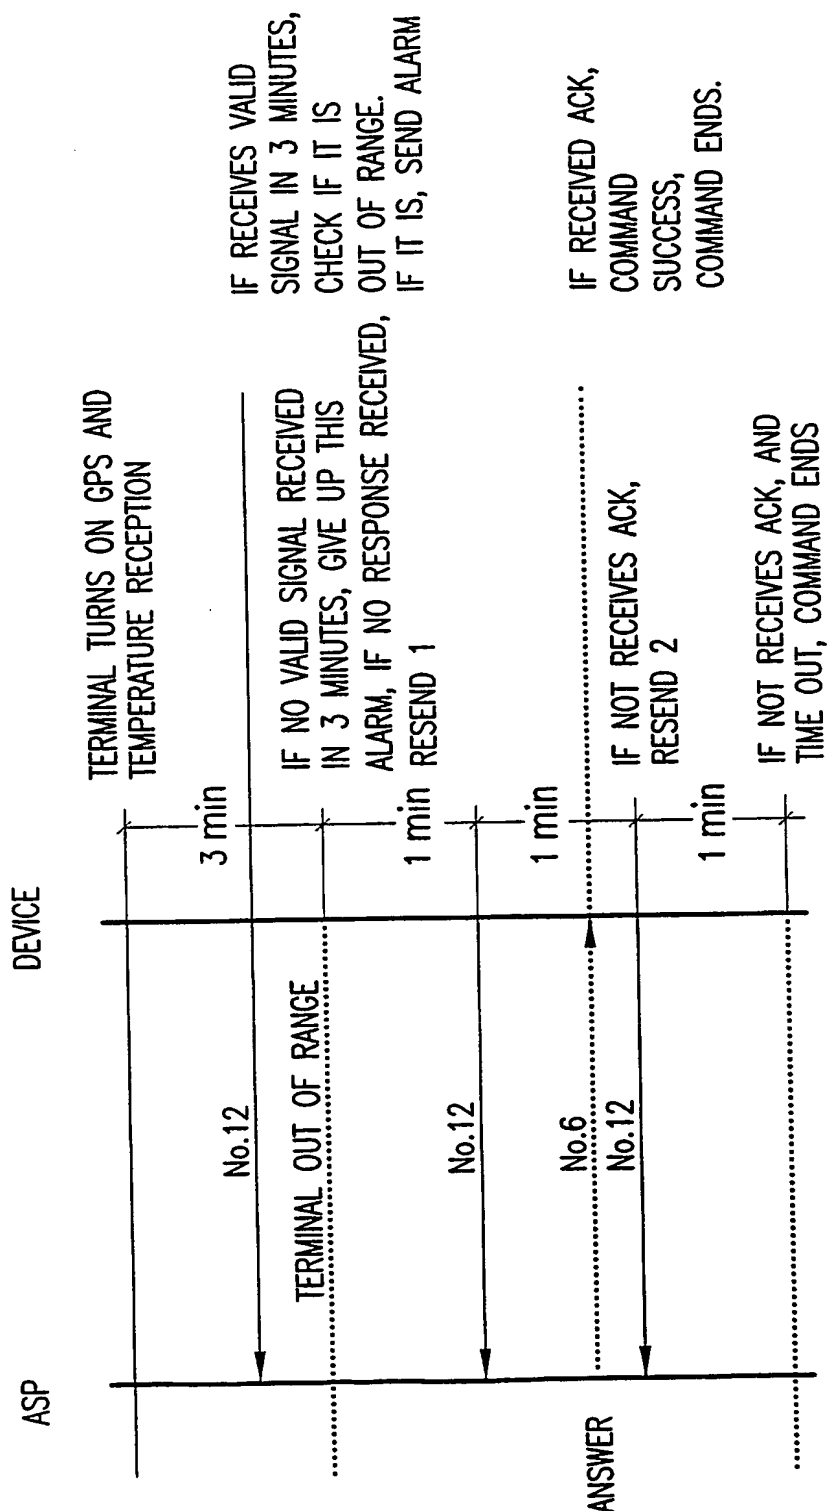 ASP
DEVICE
TERMINAL TURNS ON GPS AND
TEMPERATURE RECEPTION
3 min
No.12
IF RECEIVES VALID
SIGNAL IN 3 MINUTES,
CHECK IF IT IS
OUT OF RANGE.
IF IT IS, SEND ALARM
TERMINAL OUT OF RANGE
IF NO VALID SIGNAL RECEIVED
IN 3 MINUTES, GIVE UP THIS
ALARM, IF NO RESPONSE RECEIVED,
RESEND 1
1 min
No.12
1 min
ANSWER
No.6
IF RECEIVED ACK,
COMMAND
SUCCESS,
COMMAND ENDS.
No.12
IF NOT RECEIVES ACK,
RESEND 2
1 min
IF NOT RECEIVES ACK, AND
TIME OUT, COMMAND ENDS